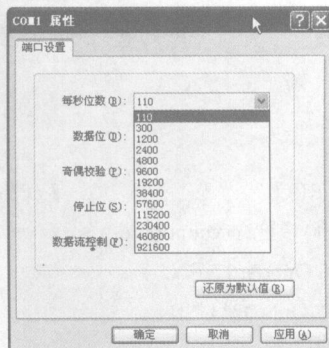 COM1 属性
端口设置
每秒位数(B): 110
110
300
数据位(D): 1200
2400
4800
奇偶校验(P): 9600
19200
38400
停止位(S): 57600
115200
230400
数据流控制(F): 460800
921600
还原为默认值(R)
确定 取消 应用(A)